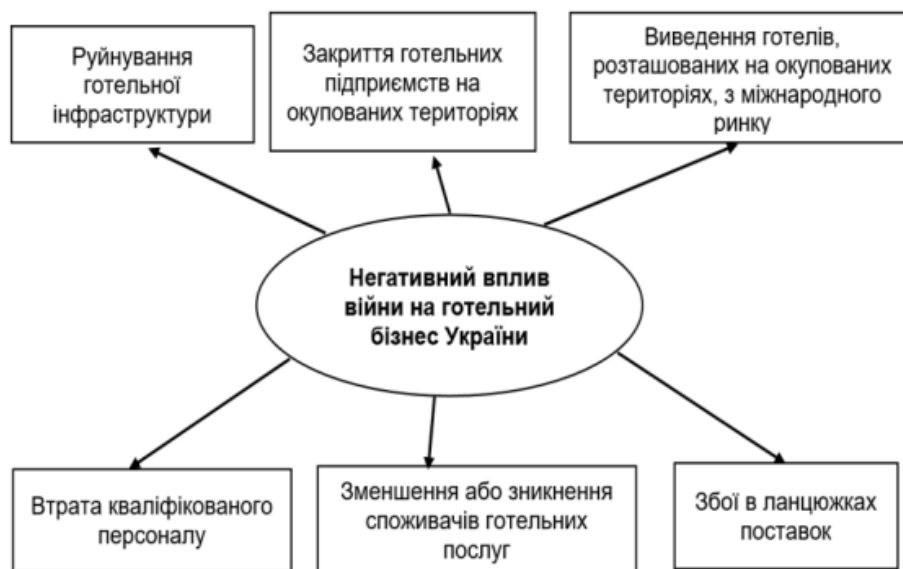 Руйнування
готельної
інфраструктури
Закриття готельних
підприємств на
окупованих територіях
Виведення готелів,
розташованих на окупованих
територіях, з міжнародного
ринку
Негативний вплив
війни на готельний
бізнес України
Втрата кваліфікованого
персоналу
Зменшення або зникнення
споживачів готельних
послуг
Збої в ланцюжках
поставок